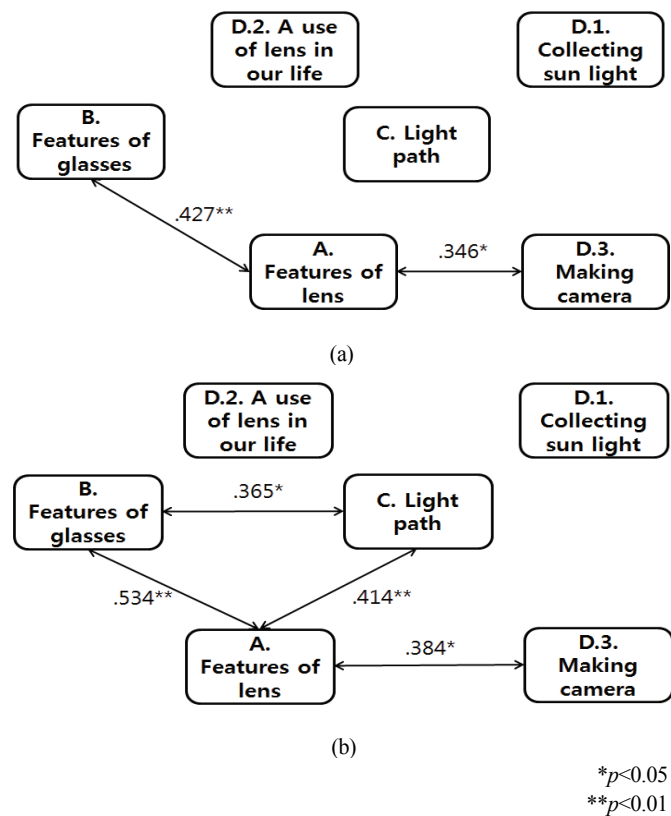 D.2. A use
of lens in
our life
D.1.
Collecting
sun light
B.
Features of
glasses
C. Light
path
.427**
A.
Features of
lens
.346*
D.3.
Making
camera
(a)
D.2. A use
of lens in
our life
D.1.
Collecting
sun light
B.
Features of
glasses
.365*
C. Light
path
.534**
.414**
A.
Features of
lens
.384*
D.3.
Making
camera
(b)
*p<0.05
**p<0.01